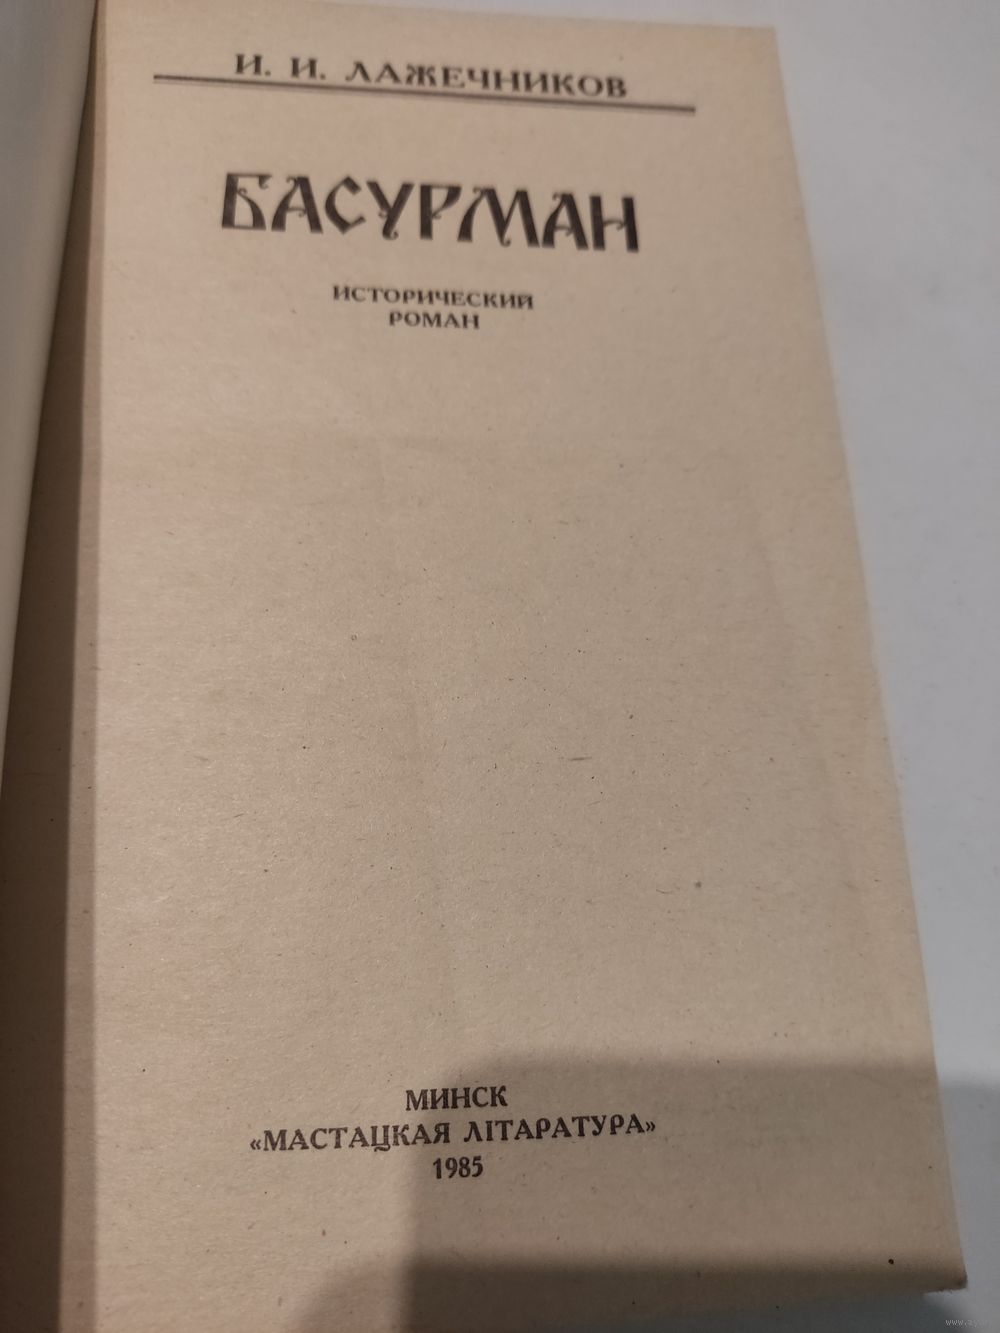 И. И. ЛАЖЕЧНИКОВ
БАСУРМАН
ИСТОРИЧЕСКИЙ
РОМАН
МИНСК
«МАСТАЦКАЯ ЛІТАРАТУРА»
1985